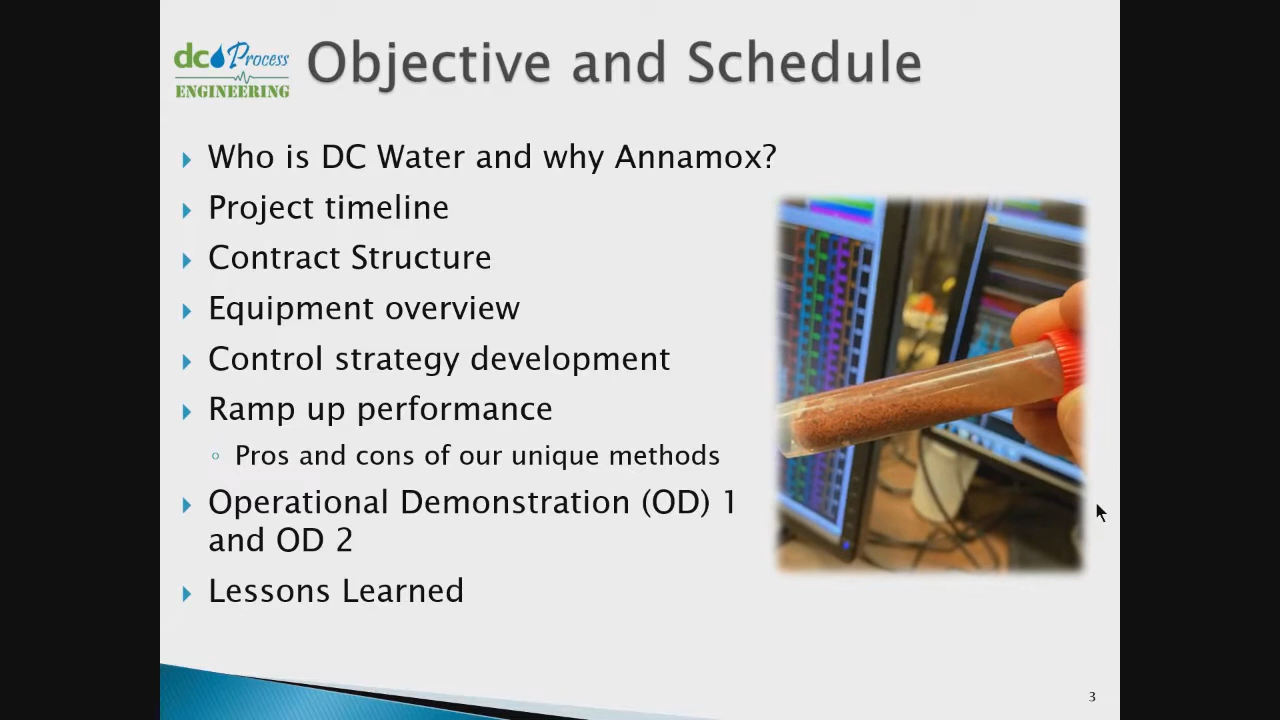 dc Process
ENGINEERING
Objective and Schedule
Who is DC Water and why Annamox?
Project timeline
Contract Structure
Equipment overview
Control strategy development
Ramp up performance
Pros and cons of our unique methods
Operational Demonstration (OD) 1
and OD 2
Lessons Learned
3